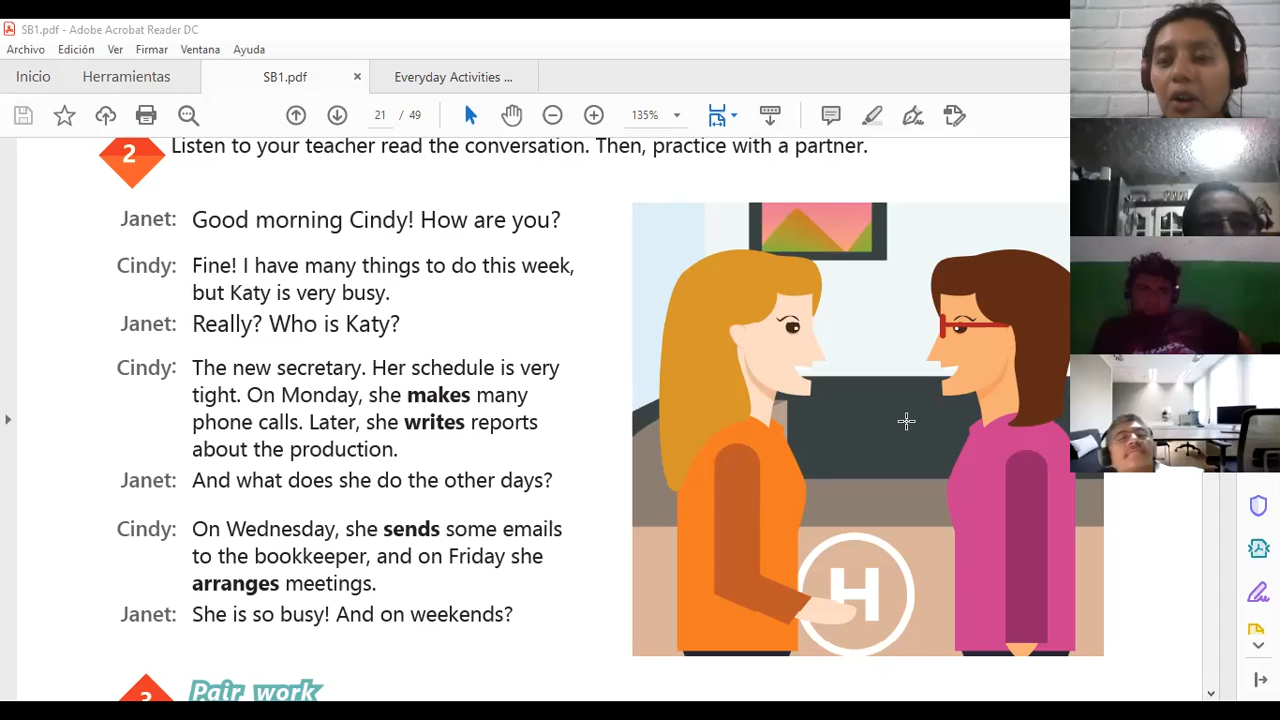 SB1.pdf - Adobe Acrobat Reader DC
Archivo Edición Ver Firmar Ventana Ayuda
Inicio Herramientas SB1.pdf × Everyday Activities ...
21 / 49 135%
2 Listen to your teacher read the conversation. Then, practice with a partner.
Janet: Good morning Cindy! How are you?
Cindy: Fine! I have many things to do this week,
but Katy is very busy.
Janet: Really? Who is Katy?
Cindy: The new secretary. Her schedule is very
tight. On Monday, she makes many
phone calls. Later, she writes reports
about the production.
Janet: And what does she do the other days?
Cindy: On Wednesday, she sends some emails
to the bookkeeper, and on Friday she
arranges meetings.
Janet: She is so busy! And on weekends?
H
3 Pair work